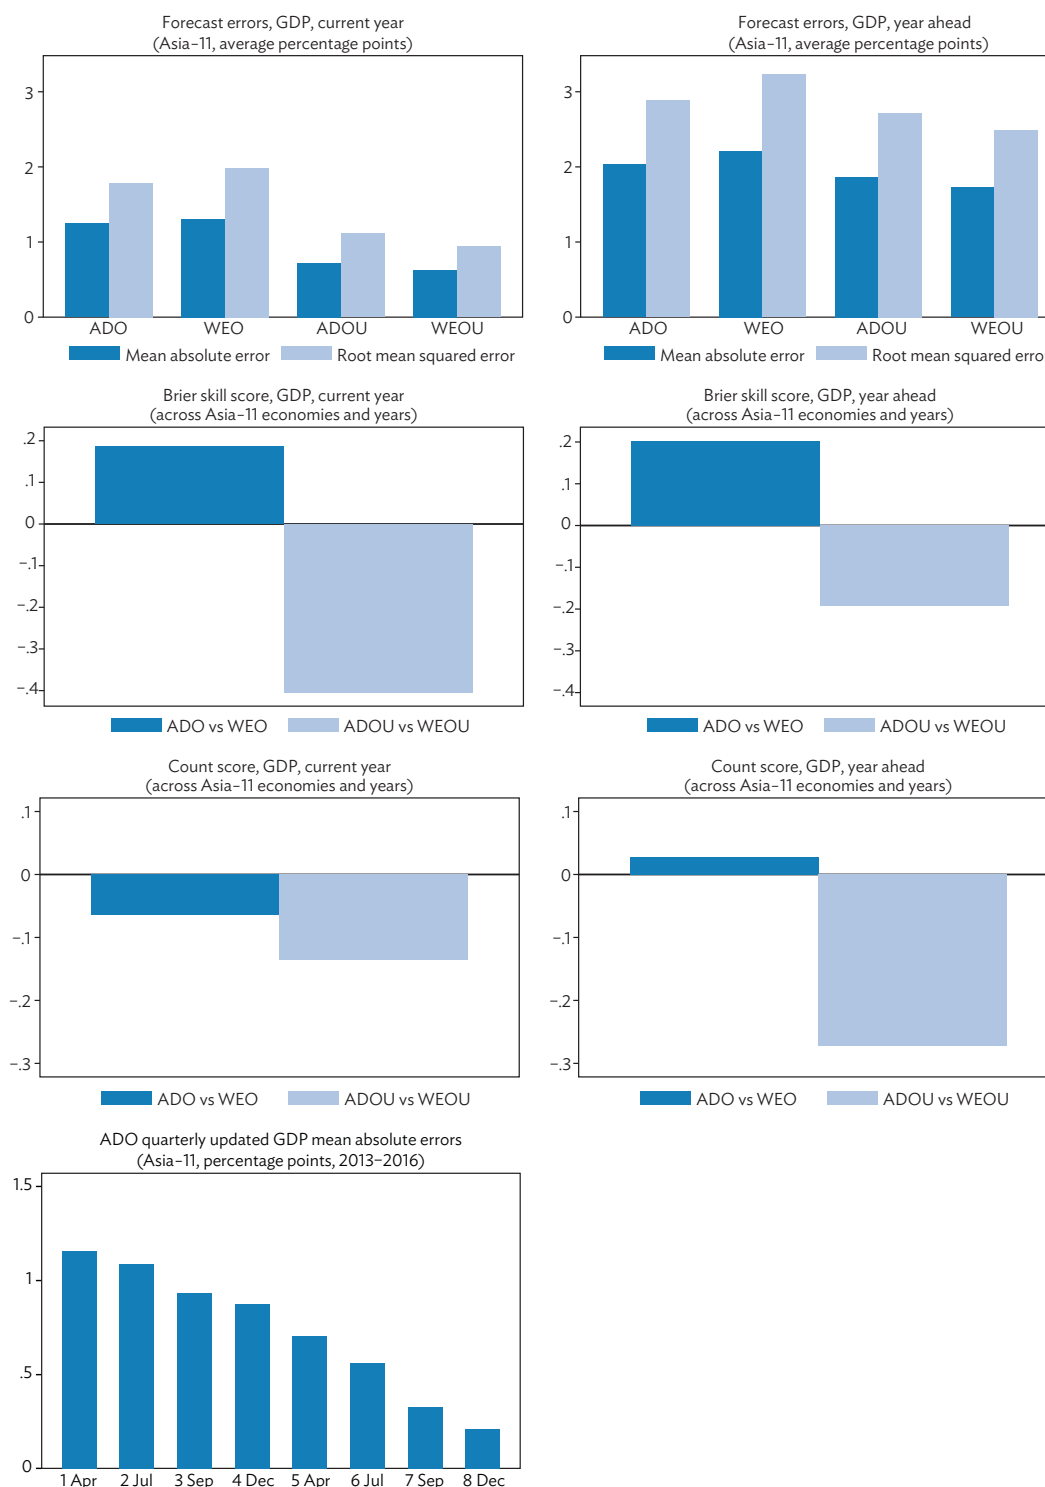 Forecast errors, GDP, current year
(Asia–11, average percentage points)
3
2
1
0
ADO WEO ADOU WEOU
Mean absolute error Root mean squared error
Forecast errors, GDP, year ahead
(Asia–11, average percentage points)
3
2
1
0
ADO WEO ADOU WEOU
Mean absolute error Root mean squared error
Brier skill score, GDP, current year
(across Asia–11 economies and years)
.2
.1
0
–.1
–.2
–.3
–.4
ADO vs WEO ADOU vs WEOU
Brier skill score, GDP, year ahead
(across Asia–11 economies and years)
.2
.1
0
–.1
–.2
–.3
–.4
ADO vs WEO ADOU vs WEOU
Count score, GDP, current year
(across Asia–11 economies and years)
.1
0
–.1
–.2
–.3
ADO vs WEO ADOU vs WEOU
Count score, GDP, year ahead
(across Asia–11 economies and years)
.1
0
–.1
–.2
–.3
ADO vs WEO ADOU vs WEOU
ADO quarterly updated GDP mean absolute errors
(Asia–11, percentage points, 2013–2016)
1.5
1
.5
0
1 Apr 2 Jul 3 Sep 4 Dec 5 Apr 6 Jul 7 Sep 8 Dec